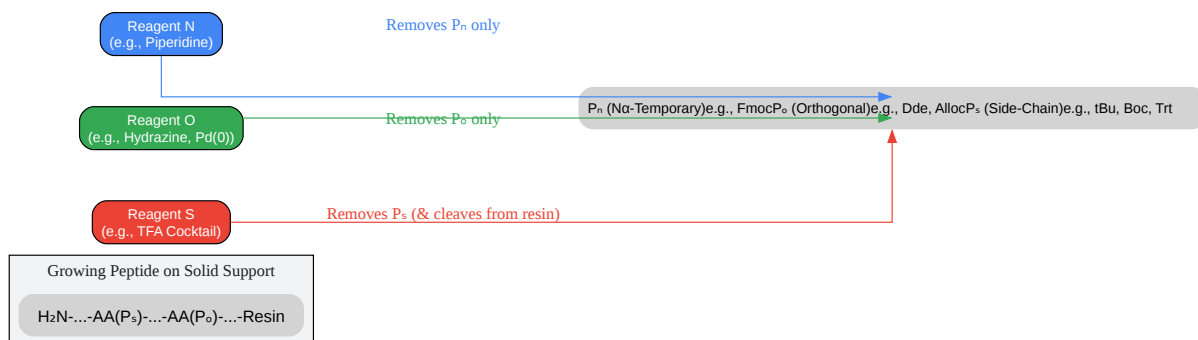 Reagent N
(e.g., Piperidine)
Removes Pₙ only
Pₙ (Nα-Temporary)e.g., FmocPₒ (Orthogonal)e.g., Dde, AllocPₛ (Side-Chain)e.g., tBu, Boc, Trt
Reagent O
(e.g., Hydrazine, Pd(0))
Removes Pₒ only
Reagent S
(e.g., TFA Cocktail)
Removes Pₛ (& cleaves from resin)
Growing Peptide on Solid Support
H₂N-...-AA(Pₛ)-...-AA(Pₒ)-...-Resin